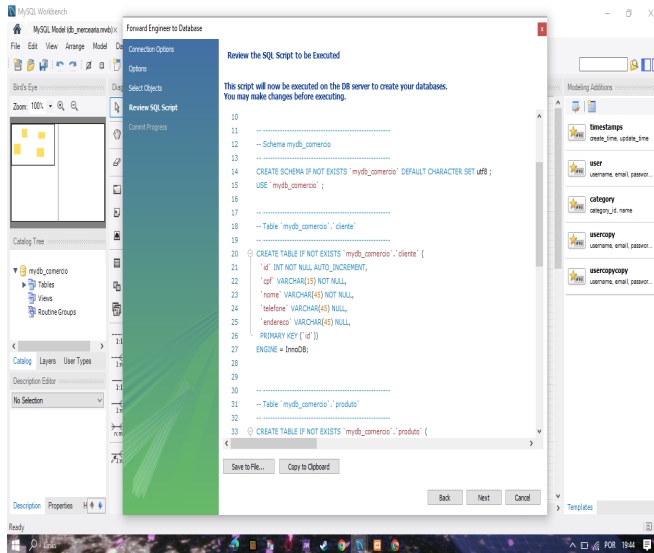 MySQL Workbench
MySQL Model (db_mercearia.mwb) ×
File Edit View Arrange Model
Bird's Eye
Zoom: 100%
Catalog Tree
mydb_comercio
Tables
Views
Routine Groups
Catalog Layers User Types
Description Editor
No Selection
Description Properties H
Ready
1:1
1:n
1:1
1:n
n:m
1:n
Forward Engineer to Database
Connection Options
Options
Select Objects
Review SQL Script
Commit Progress
Review the SQL Script to be Executed
This script will now be executed on the DB server to create your databases.
You may make changes before executing.
10
11 -- -----------------------------------------------------
12 -- Schema mydb_comercio
13 -- -----------------------------------------------------
14 CREATE SCHEMA IF NOT EXISTS `mydb_comercio` DEFAULT CHARACTER SET utf8 ;
15 USE `mydb_comercio` ;
16
17 -- -----------------------------------------------------
18 -- Table `mydb_comercio`.`cliente`
19 -- -----------------------------------------------------
20 CREATE TABLE IF NOT EXISTS `mydb_comercio`.`cliente` (
21 `id` INT NOT NULL AUTO_INCREMENT,
22 `cpf` VARCHAR(15) NOT NULL,
23 `nome` VARCHAR(45) NOT NULL,
24 `telefone` VARCHAR(45) NULL,
25 `endereco` VARCHAR(45) NULL,
26 PRIMARY KEY (`id`))
27 ENGINE = InnoDB;
28
29
30 -- -----------------------------------------------------
31 -- Table `mydb_comercio`.`produto`
32 -- -----------------------------------------------------
33 CREATE TABLE IF NOT EXISTS `mydb_comercio`.`produto` (
Save to File... Copy to Clipboard
Back Next Cancel
Modeling Additions
timestamps
create_time, update_time
user
username, email, passwor...
category
category_id, name
usercopy
username, email, passwor...
usercopycopy
username, email, passwor...
Templates
Links
POR 19:44